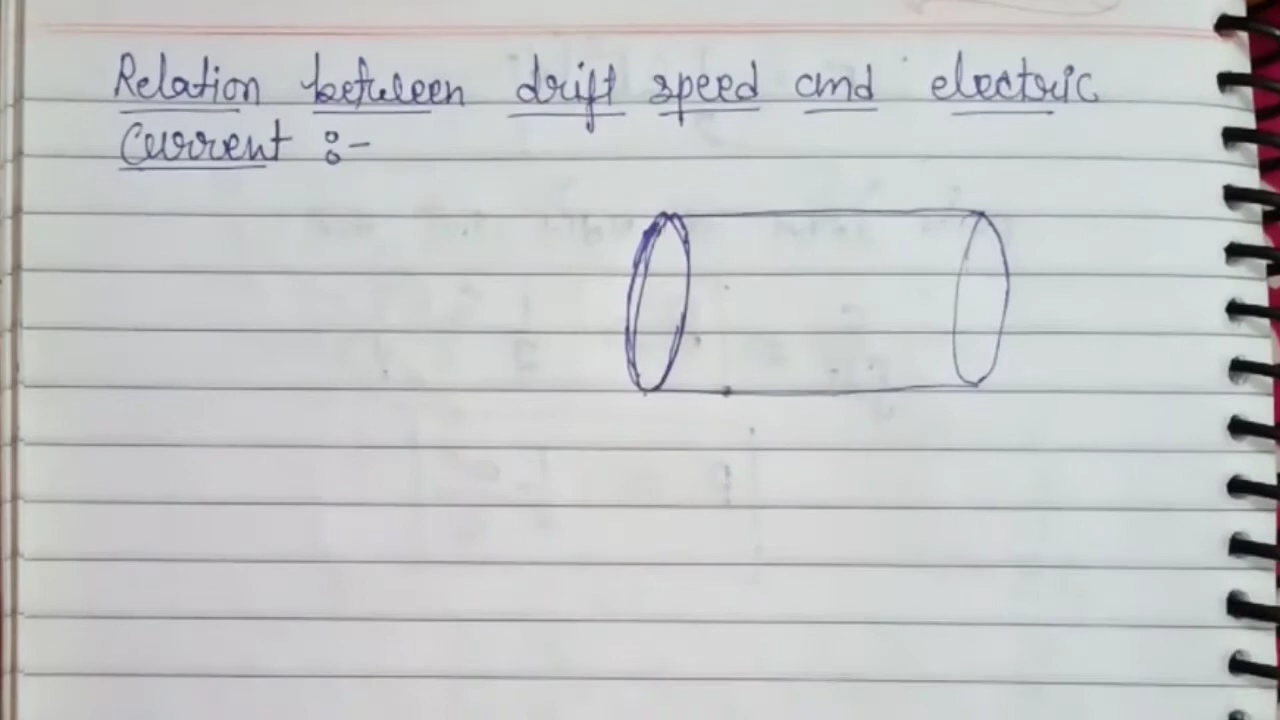 Relation between drift speed and electric
Current :-